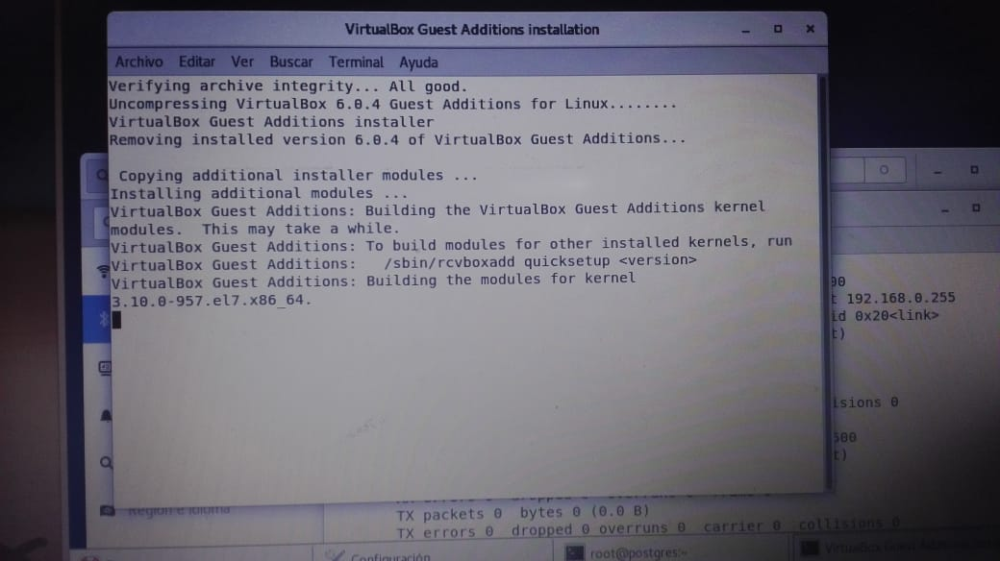 VirtualBox Guest Additions installation
Archivo Editar Ver Buscar Terminal Ayuda
Verifying archive integrity... All good.
Uncompressing VirtualBox 6.0.4 Guest Additions for Linux........
VirtualBox Guest Additions installer
Removing installed version 6.0.4 of VirtualBox Guest Additions...
Copying additional installer modules ...
Installing additional modules ...
VirtualBox Guest Additions: Building the VirtualBox Guest Additions kernel
modules.  This may take a while.
VirtualBox Guest Additions: To build modules for other installed kernels, run
VirtualBox Guest Additions:   /sbin/rcvboxadd quicksetup <version>
VirtualBox Guest Additions: Building the modules for kernel
3.10.0-957.el7.x86_64.
00
t 192.168.0.255
id 0x20<link>
t)
isions 0
500
t)
Región e idioma
TX packets 0  bytes 0 (0.0 B)
TX errors 0  dropped 0 overruns 0  carrier 0  collisions 0
Configuración
root@postgres:~
VirtualBox Guest Additions